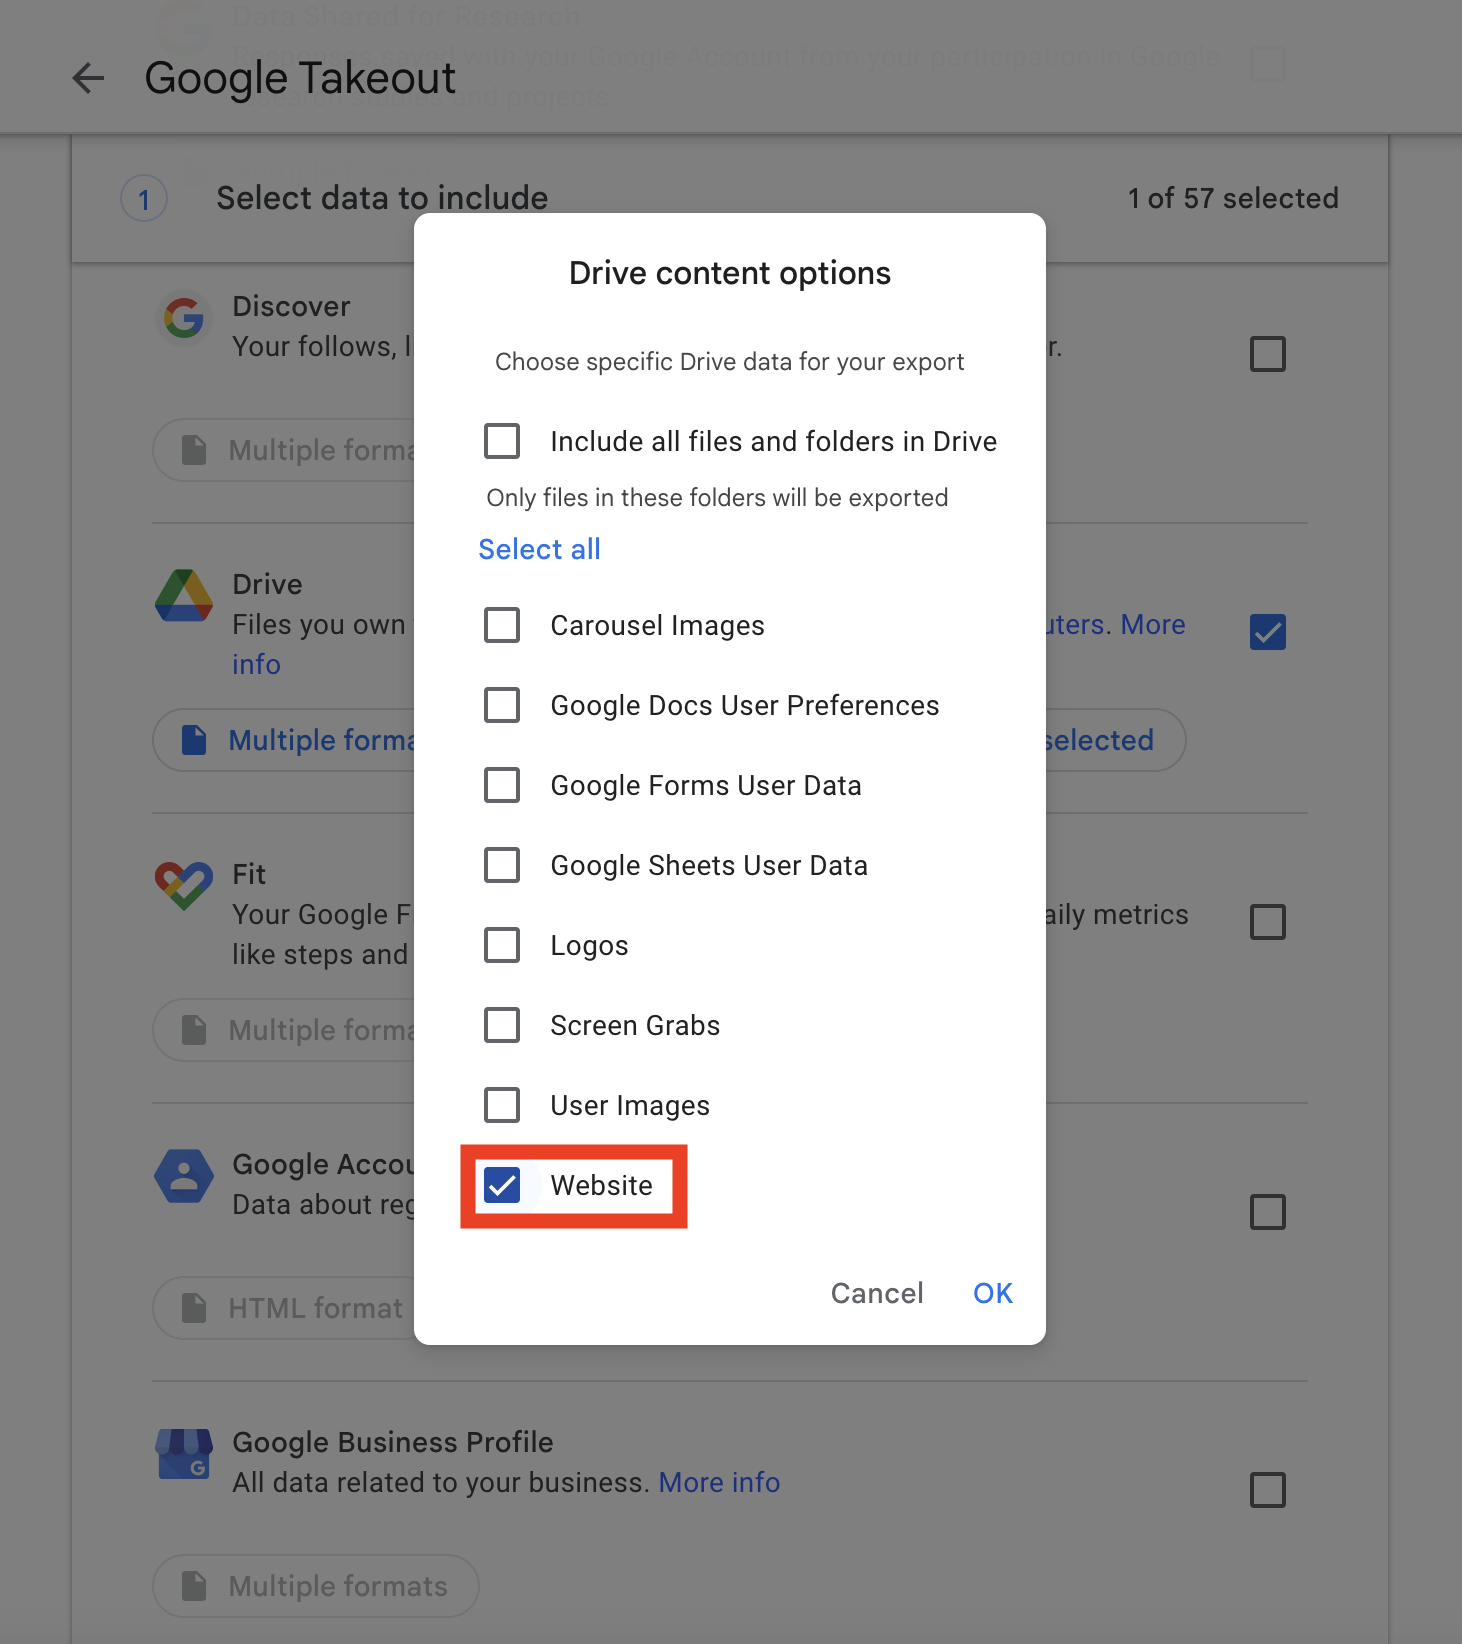 Data Shared for Research
Responses saved with your Google Account from your participation in Google
research studies and projects
Google Takeout
1 Select data to include 1 of 57 selected
Discover
Your follows, l r.
Multiple forma
Drive
Files you own uters. More
info
Multiple forma selected
Fit
Your Google F aily metrics
like steps and
Multiple forma
Google Accou
Data about reg
HTML format
Google Business Profile
All data related to your business. More info
Multiple formats
Drive content options
Choose specific Drive data for your export
Include all files and folders in Drive
Only files in these folders will be exported
Select all
Carousel Images
Google Docs User Preferences
Google Forms User Data
Google Sheets User Data
Logos
Screen Grabs
User Images
Website
Cancel OK